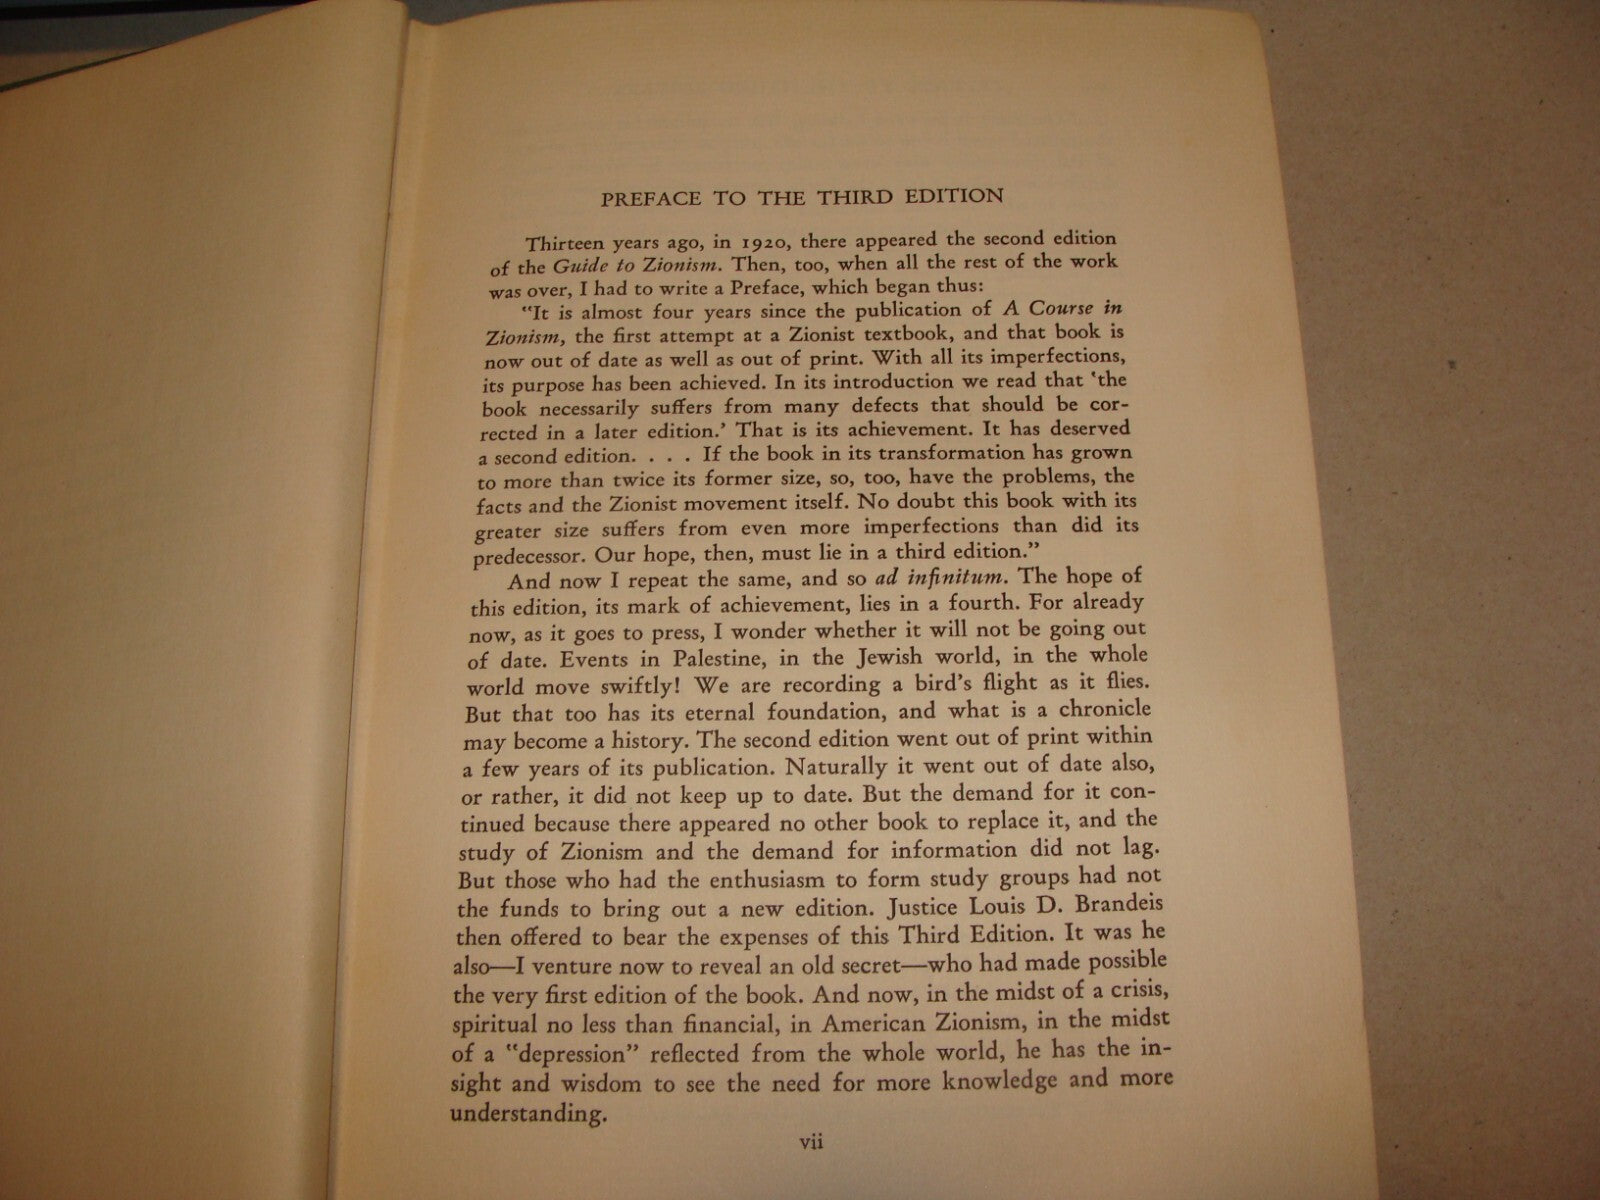 PREFACE TO THE THIRD EDITION
Thirteen years ago, in 1920, there appeared the second edition
of the Guide to Zionism. Then, too, when all the rest of the work
was over, I had to write a Preface, which began thus:
"It is almost four years since the publication of A Course in
Zionism, the first attempt at a Zionist textbook, and that book is
now out of date as well as out of print. With all its imperfections,
its purpose has been achieved. In its introduction we read that 'the
book necessarily suffers from many defects that should be cor-
rected in a later edition.' That is its achievement. It has deserved
a second edition. . . . If the book in its transformation has grown
to more than twice its former size, so, too, have the problems, the
facts and the Zionist movement itself. No doubt this book with its
greater size suffers from even more imperfections than did its
predecessor. Our hope, then, must lie in a third edition."
And now I repeat the same, and so ad infinitum. The hope of
this edition, its mark of achievement, lies in a fourth. For already
now, as it goes to press, I wonder whether it will not be going out
of date. Events in Palestine, in the Jewish world, in the whole
world move swiftly! We are recording a bird's flight as it flies.
But that too has its eternal foundation, and what is a chronicle
may become a history. The second edition went out of print within
a few years of its publication. Naturally it went out of date also,
or rather, it did not keep up to date. But the demand for it con-
tinued because there appeared no other book to replace it, and the
study of Zionism and the demand for information did not lag.
But those who had the enthusiasm to form study groups had not
the funds to bring out a new edition. Justice Louis D. Brandeis
then offered to bear the expenses of this Third Edition. It was he
also—I venture now to reveal an old secret—who had made possible
the very first edition of the book. And now, in the midst of a crisis,
spiritual no less than financial, in American Zionism, in the midst
of a "depression" reflected from the whole world, he has the in-
sight and wisdom to see the need for more knowledge and more
understanding.
vii